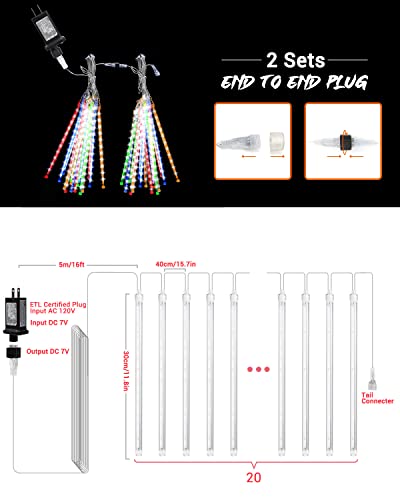 2 Sets
END TO END PLUG
5m/16ft
40cm/15.7in
ETL Certified Plug
Input AC 120V
Input DC 7V
Output DC 7V
30cm/11.8in
Tail
Connecter
20